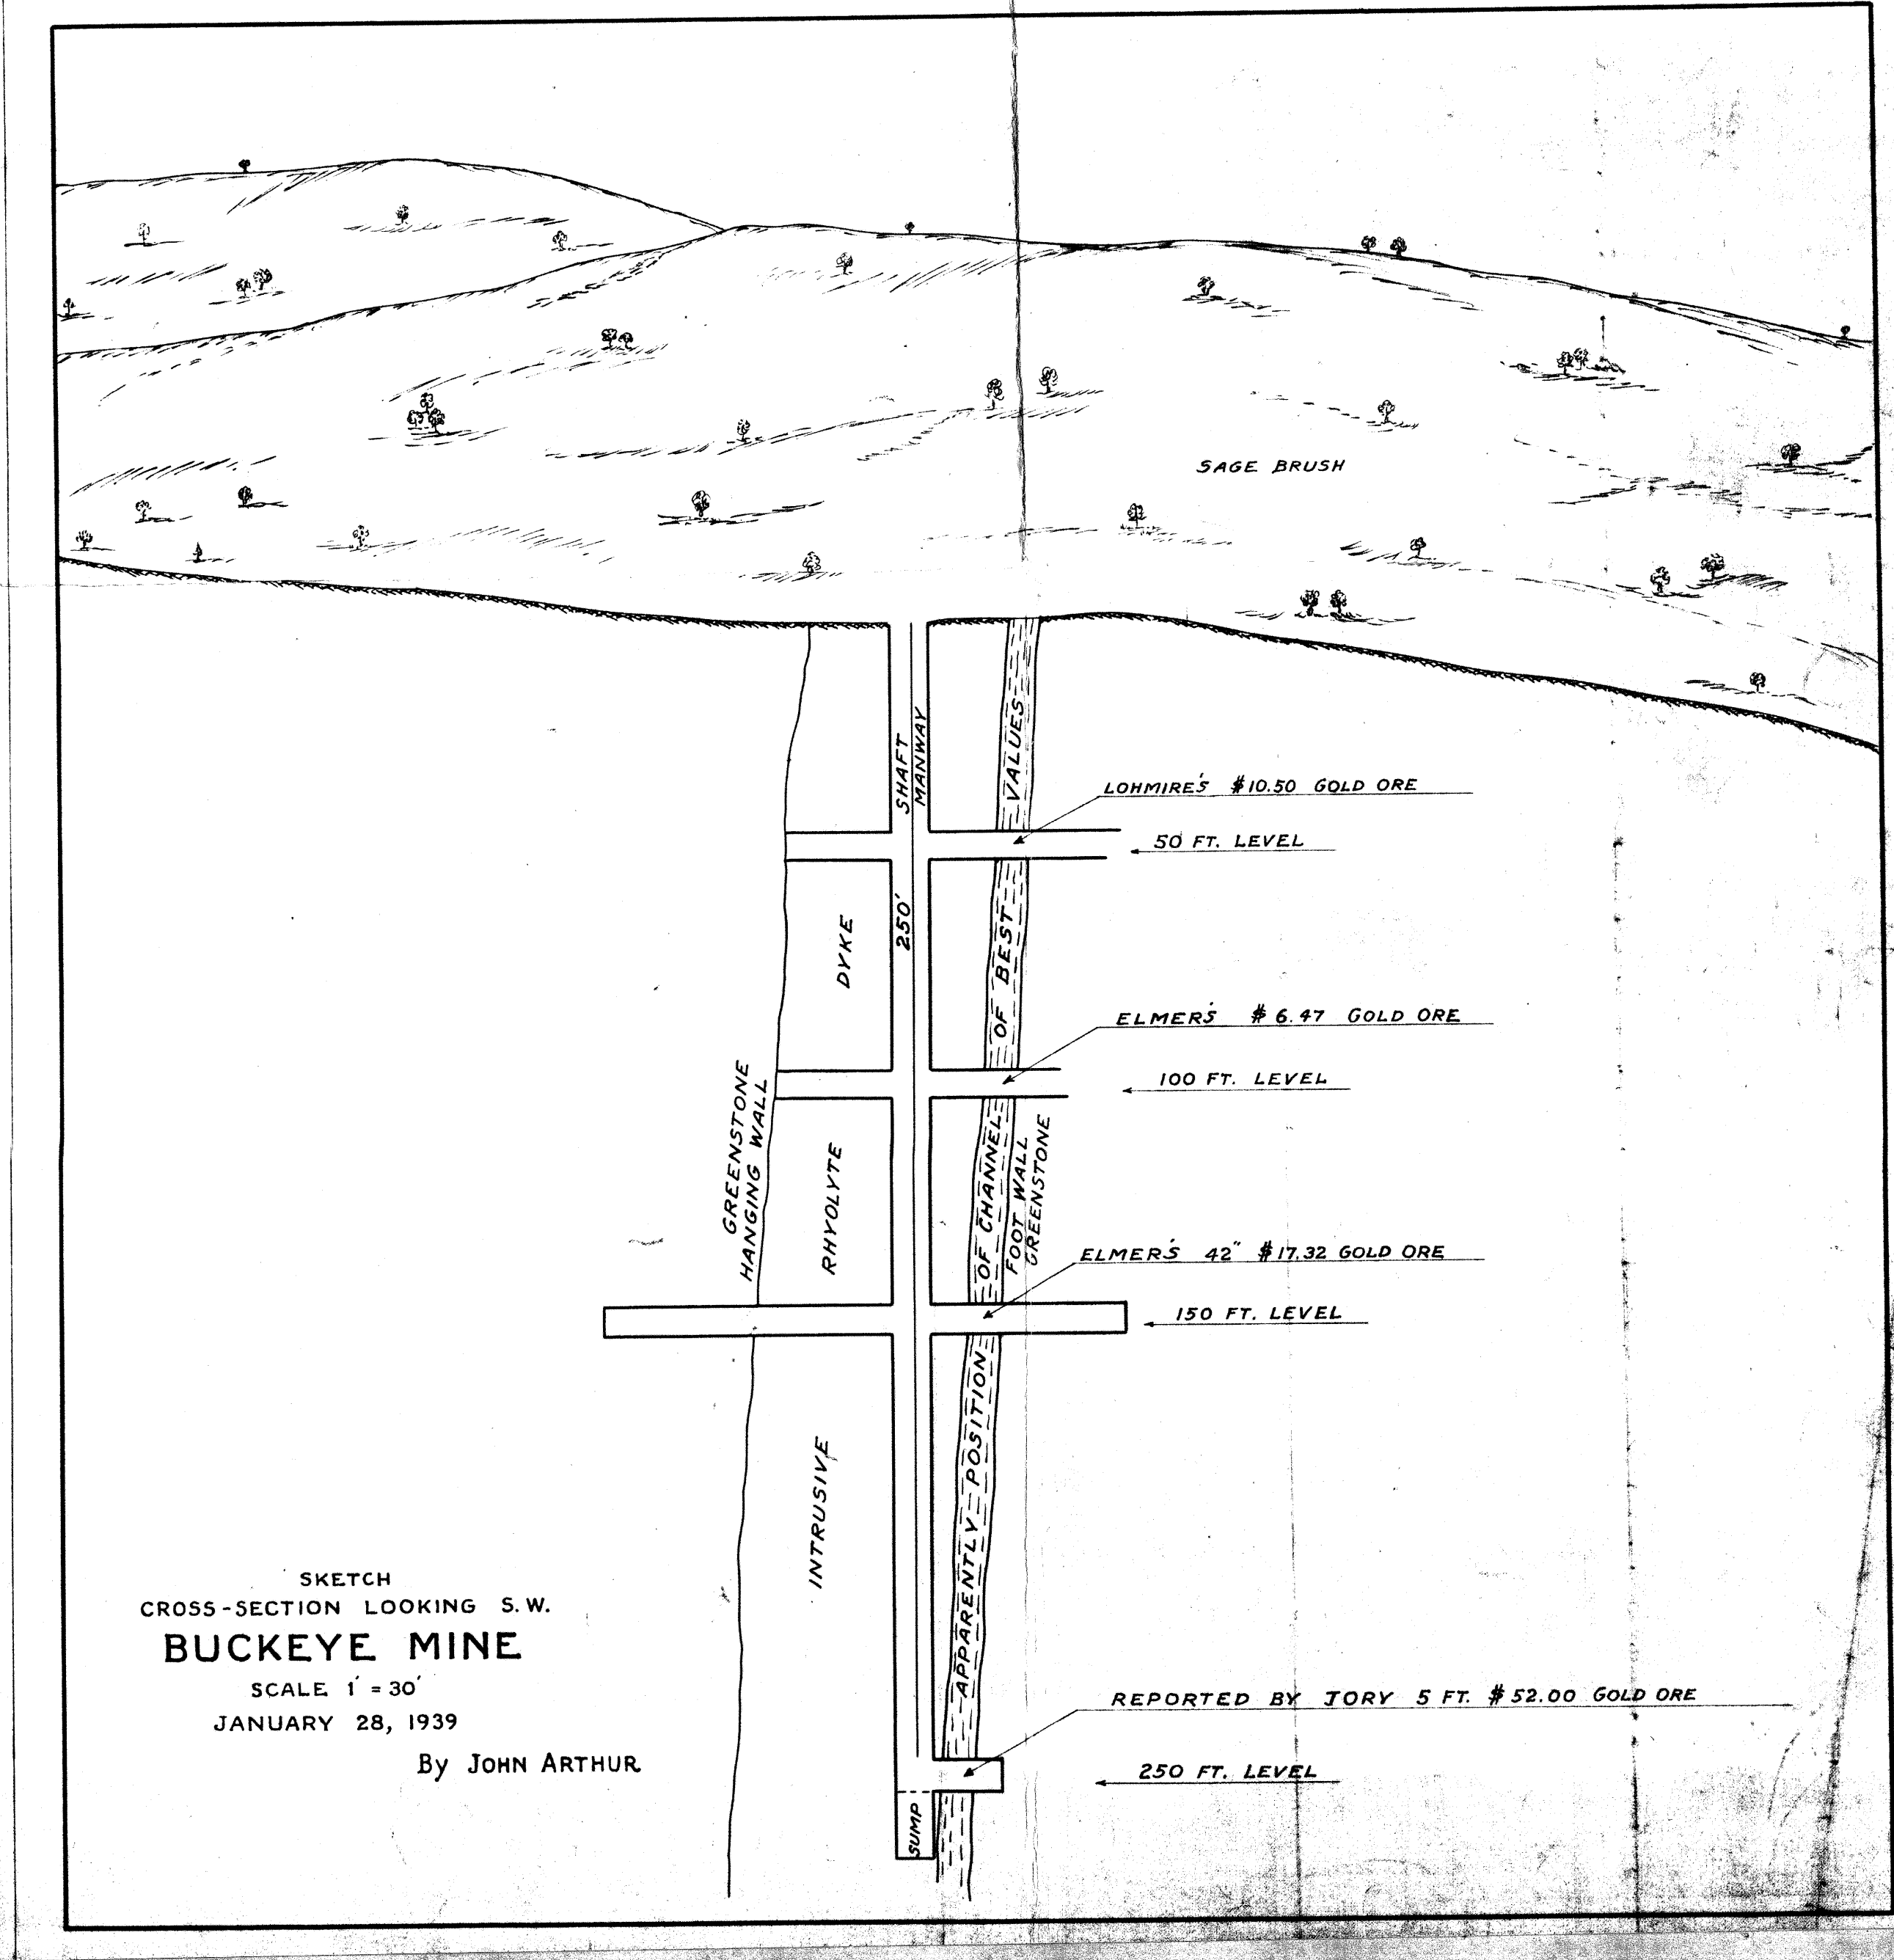 SAGE BRUSH
SHAFT
MANWAY
VALUES
LOHMIRE'S $10.50 GOLD ORE
50 FT. LEVEL
250'
DYKE
OF BEST
ELMER'S $6.47 GOLD ORE
100 FT. LEVEL
GREENSTONE
HANGING WALL
RHYOLYTE
OF CHANNEL
FOOT WALL
GREENSTONE
ELMER'S 42" $17.32 GOLD ORE
150 FT. LEVEL
INTRUSIVE
APPARENTLY POSITION
SKETCH
CROSS-SECTION LOOKING S.W.
BUCKEYE MINE
SCALE 1' = 30'
JANUARY 28, 1939
By JOHN ARTHUR
REPORTED BY JORY 5 FT. $52.00 GOLD ORE
250 FT. LEVEL
SUMP